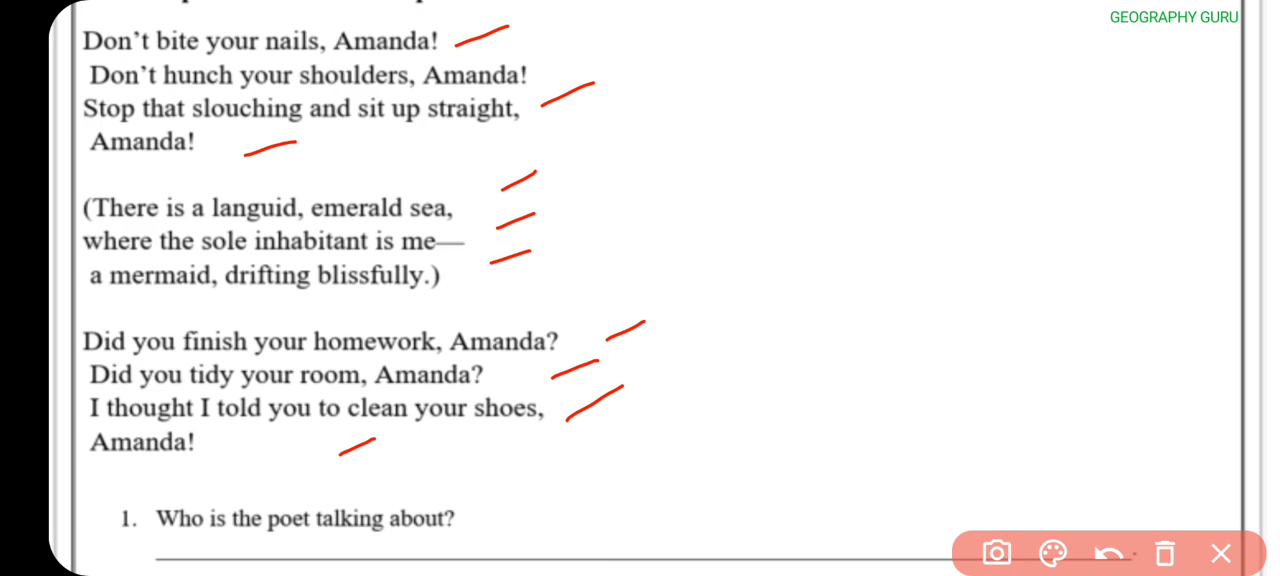 GEOGRAPHY GURU
Don't bite your nails, Amanda!
Don't hunch your shoulders, Amanda!
Stop that slouching and sit up straight,
Amanda!
(There is a languid, emerald sea,
where the sole inhabitant is me—
a mermaid, drifting blissfully.)
Did you finish your homework, Amanda?
Did you tidy your room, Amanda?
I thought I told you to clean your shoes,
Amanda!
1. Who is the poet talking about?